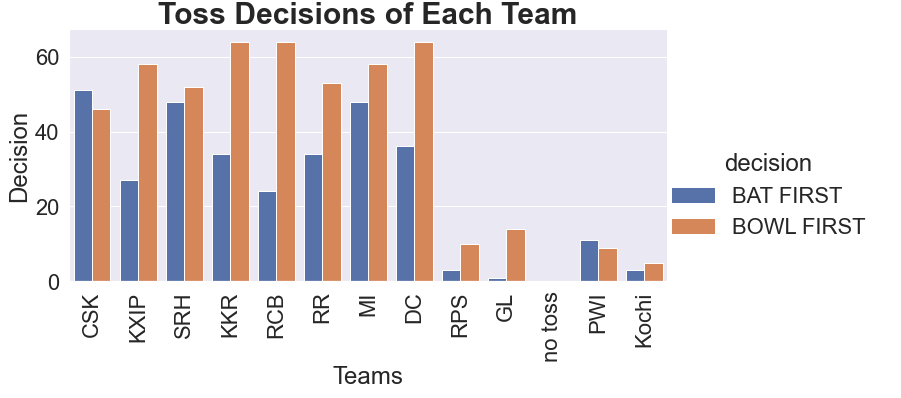 Toss Decisions of Each Team
Decision
60
40
20
0
CSK
KXIP
SRH
KKR
RCB
RR
MI
DC
RPS
GL
no toss
PWI
Kochi
Teams
decision
BAT FIRST
BOWL FIRST